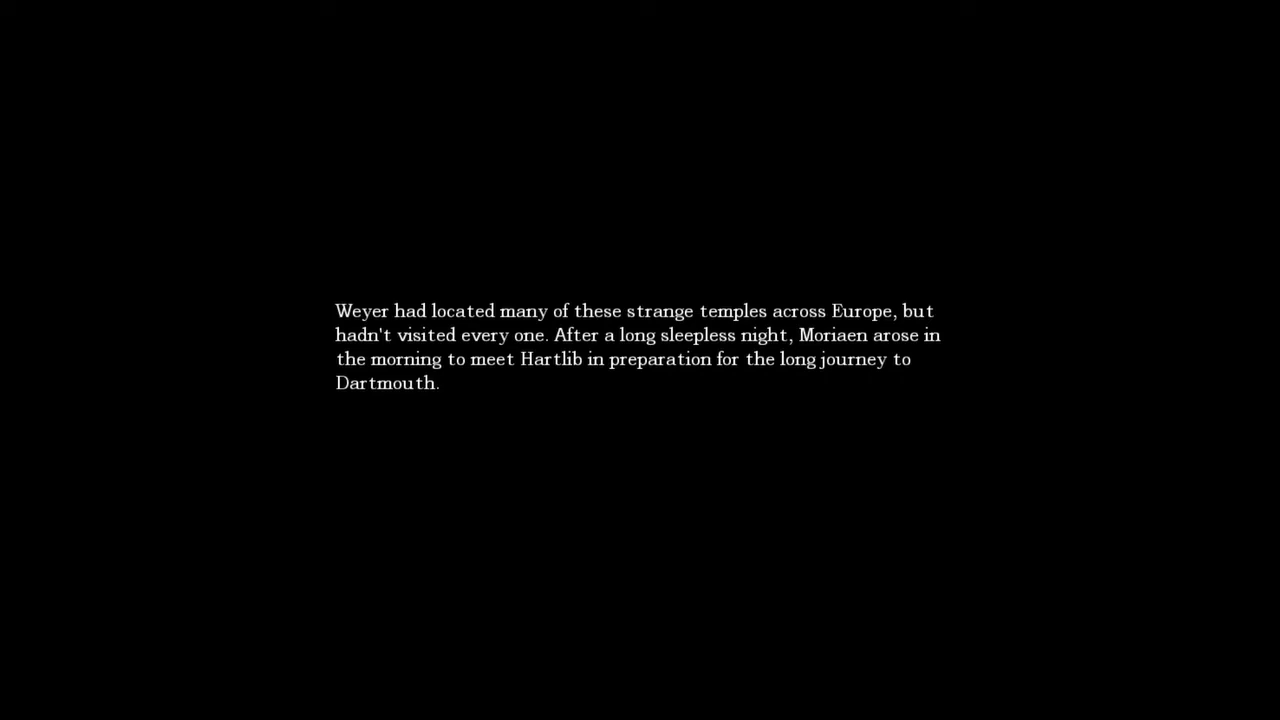 Weyer had located many of these strange temples across Europe, but
hadn't visited every one. After a long sleepless night, Moriaen arose in
the morning to meet Hartlib in preparation for the long journey to
Dartmouth.